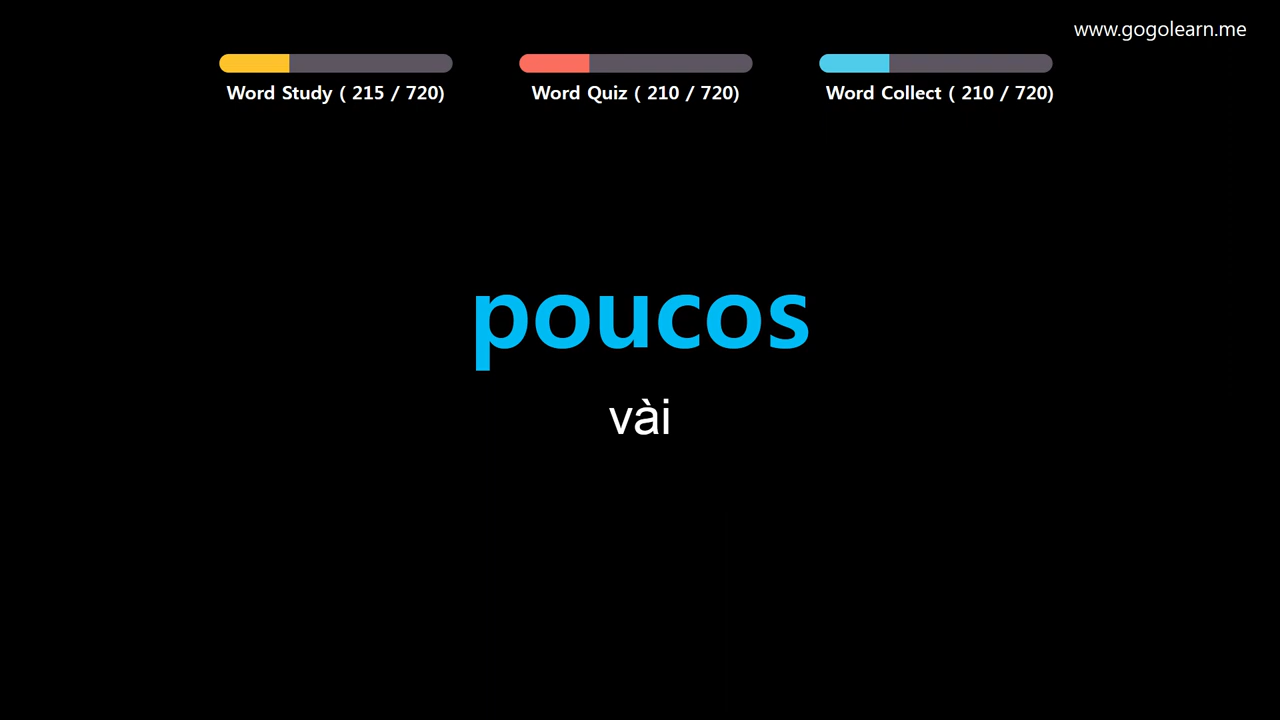 www.gogolearn.me
Word Study ( 215 / 720)
Word Quiz ( 210 / 720)
Word Collect ( 210 / 720)
poucos
vài